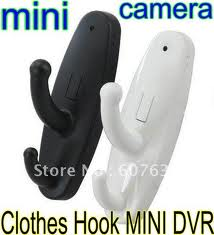 mini camera
Store No : 60763
Clothes Hook MINI DVR